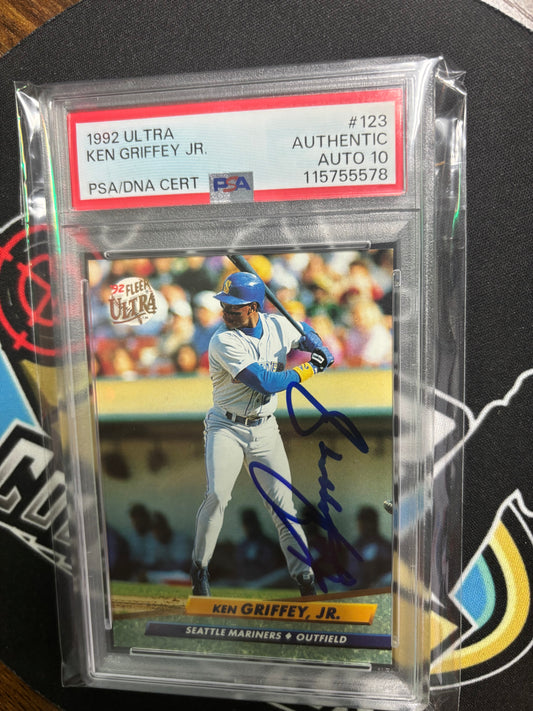 1992 ULTRA #123
KEN GRIFFEY JR. AUTHENTIC
AUTO 10
PSA/DNA CERT PSA 115755578
'92 FLEER
ULTRA
KEN GRIFFEY, JR.
SEATTLE MARINERS ♦ OUTFIELD